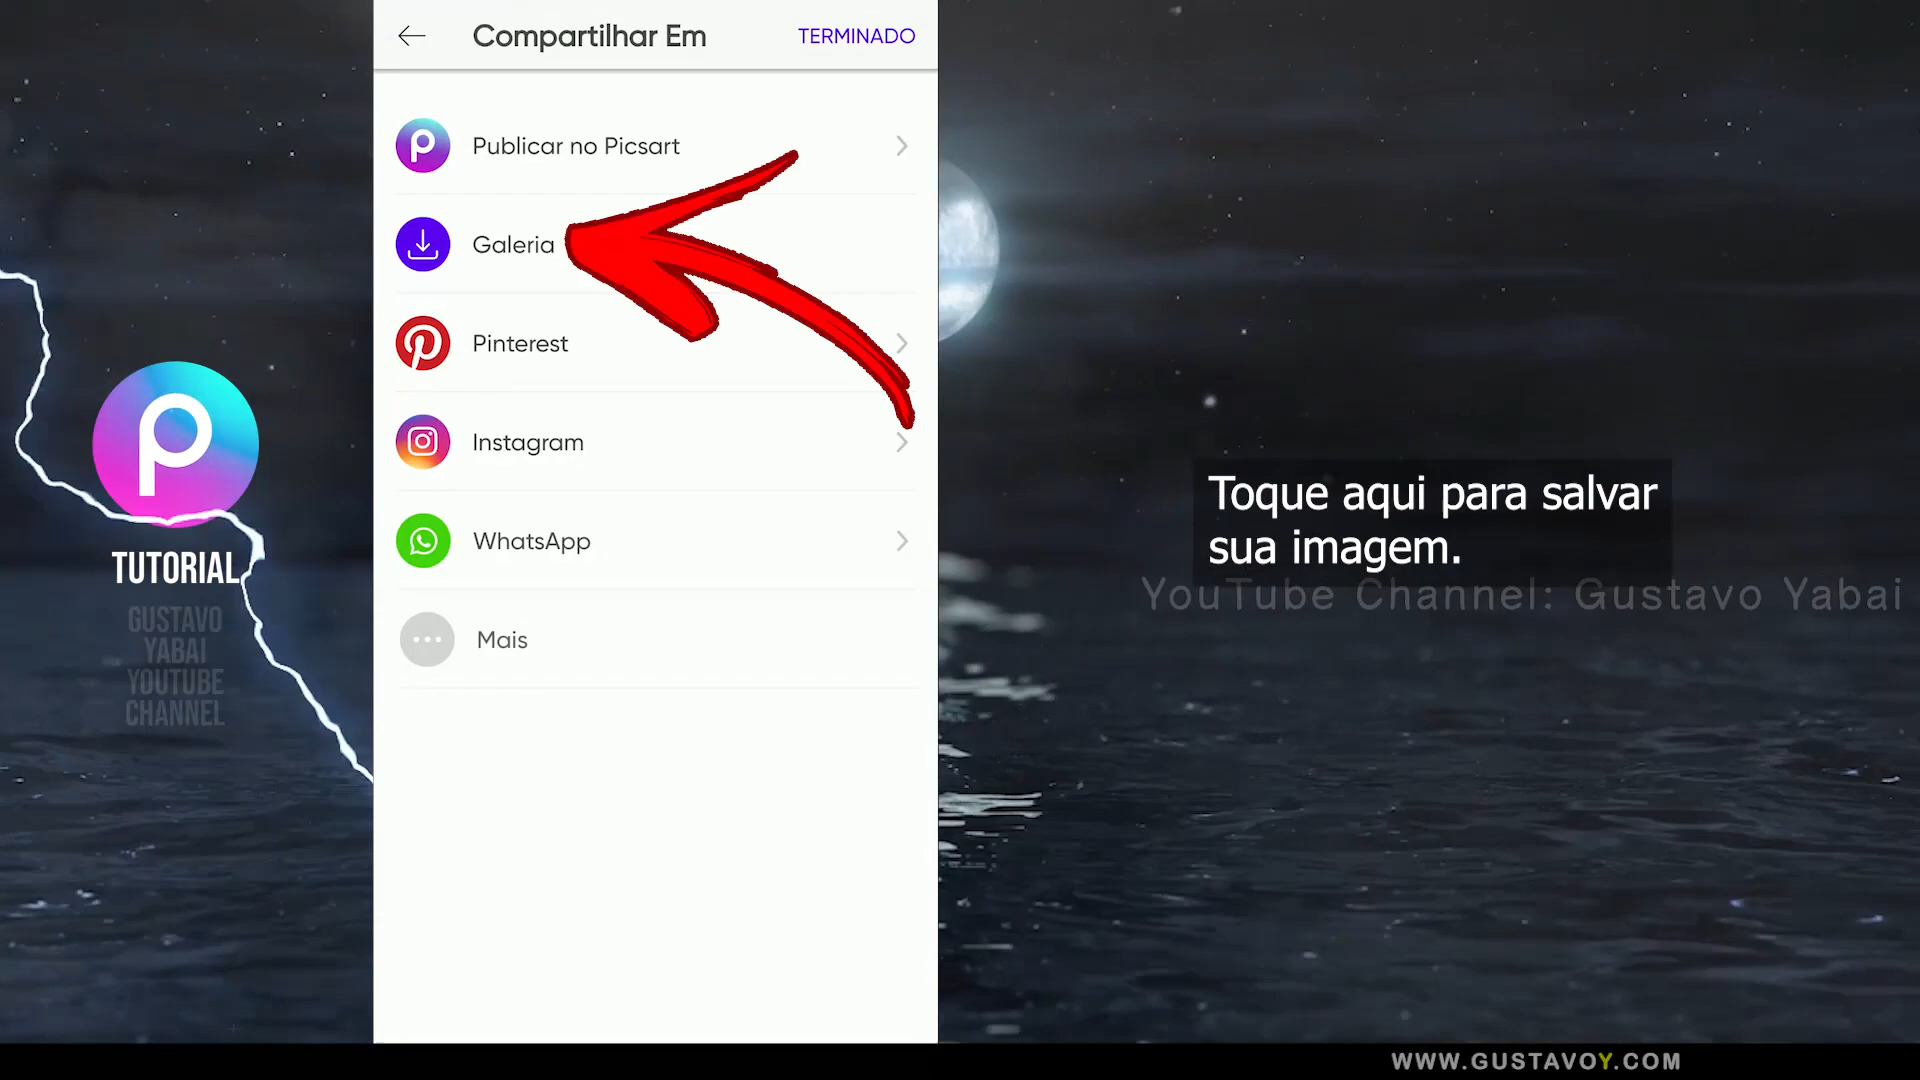 Compartilhar Em
TERMINADO
Publicar no Picsart
Galeria
Pinterest
Instagram
WhatsApp
Mais
TUTORIAL
GUSTAVO
YABAI
YOUTUBE
CHANNEL
Toque aqui para salvar
sua imagem.
YouTube Channel: Gustavo Yabai
WWW.GUSTAVOY.COM